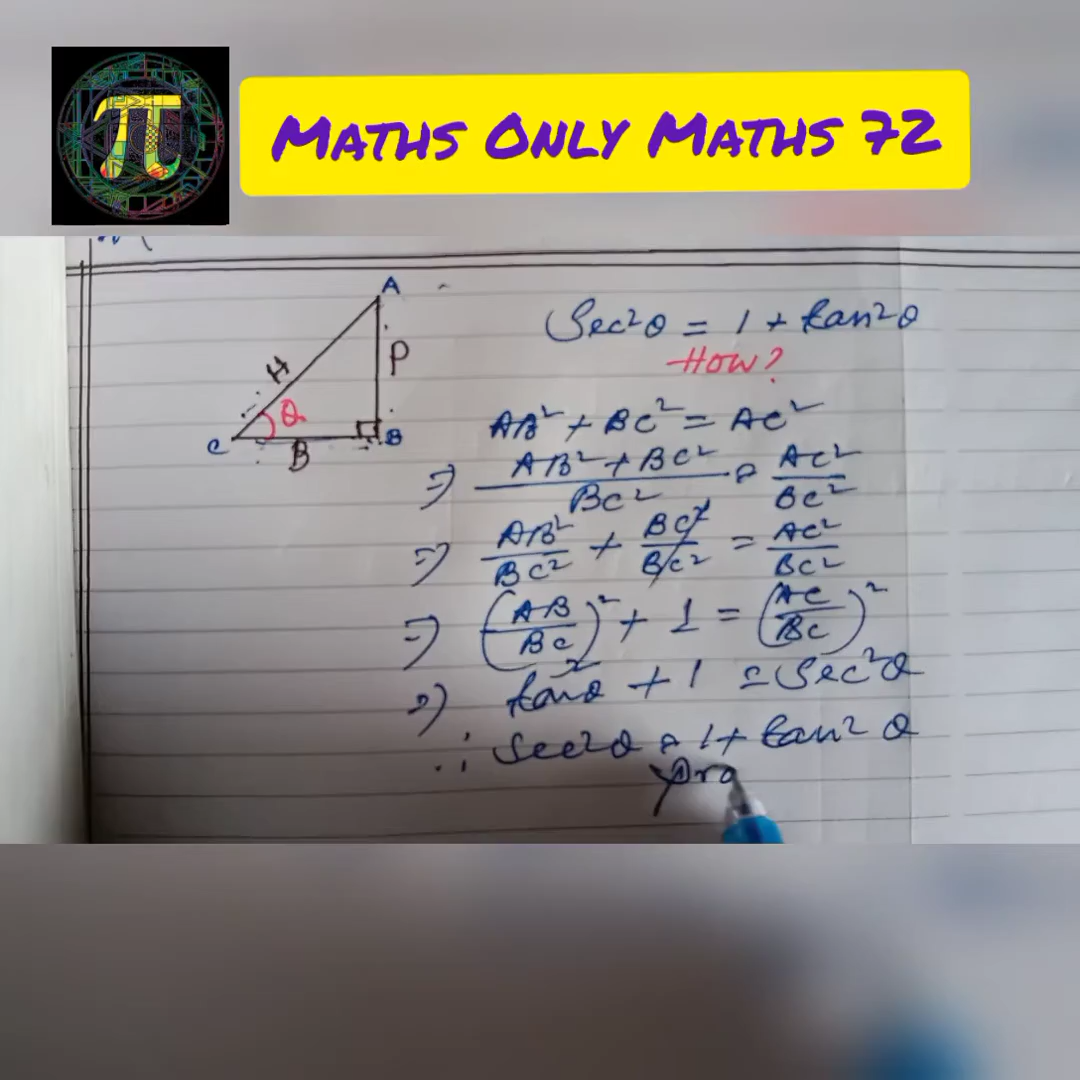 π
MATHS ONLY MATHS 72
A
H
P
θ
C
B
B
Sec²θ = 1 + tan²θ
How?
AB² + BC² = AC²
⇒ AB² + BC² / BC² = AC² / BC²
⇒ AB² / BC² + BC² / BC² = AC² / BC²
⇒ (AB / BC)² + 1 = (AC / BC)²
⇒ tan²θ + 1 = Sec²θ
∴ Sec²θ = 1 + tan²θ
Pro